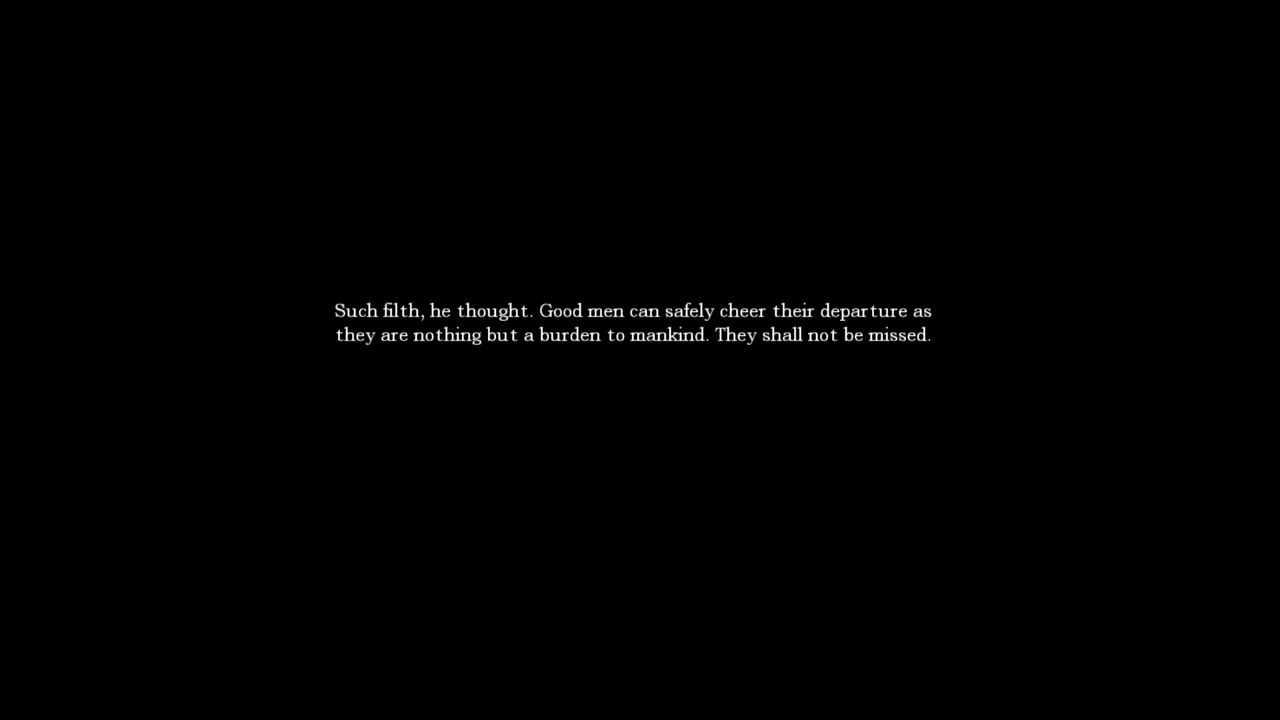 Such filth, he thought. Good men can safely cheer their departure as
they are nothing but a burden to mankind. They shall not be missed.